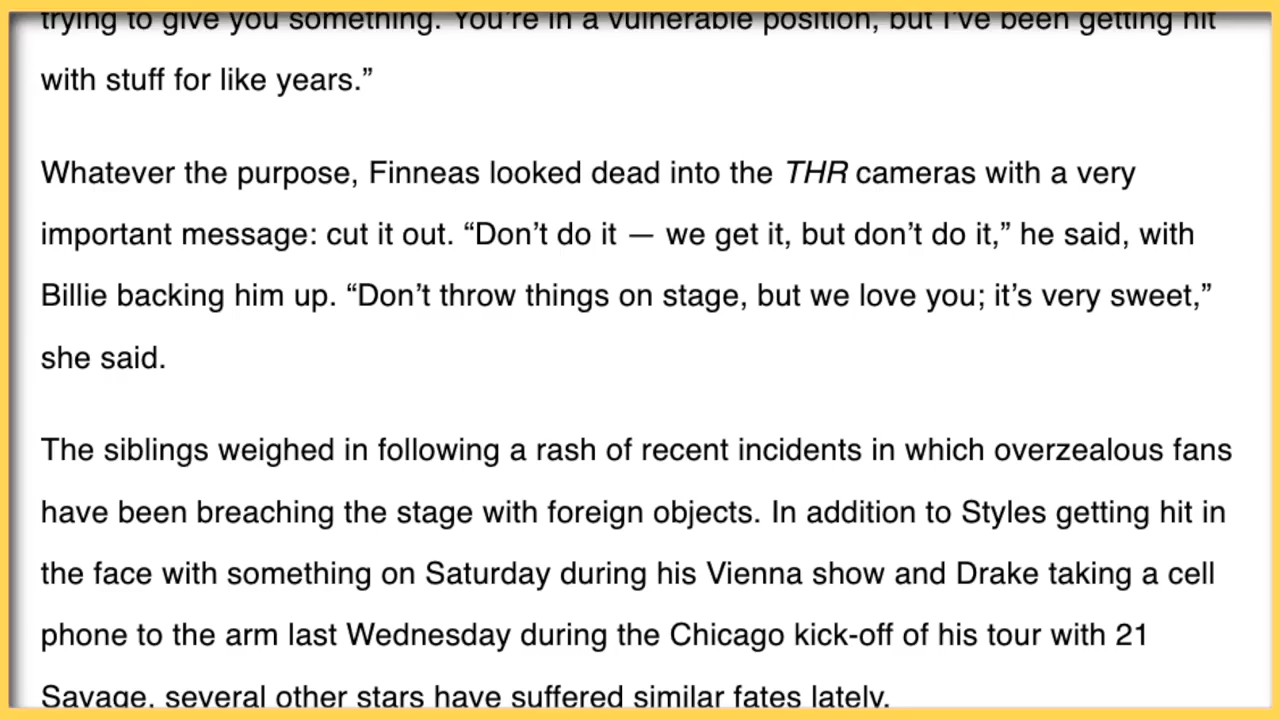 trying to give you something. You’re in a vulnerable position, but I’ve been getting hit
with stuff for like years.”
Whatever the purpose, Finneas looked dead into the THR cameras with a very
important message: cut it out. “Don’t do it — we get it, but don’t do it,” he said, with
Billie backing him up. “Don’t throw things on stage, but we love you; it’s very sweet,”
she said.
The siblings weighed in following a rash of recent incidents in which overzealous fans
have been breaching the stage with foreign objects. In addition to Styles getting hit in
the face with something on Saturday during his Vienna show and Drake taking a cell
phone to the arm last Wednesday during the Chicago kick-off of his tour with 21
Savage, several other stars have suffered similar fates lately.